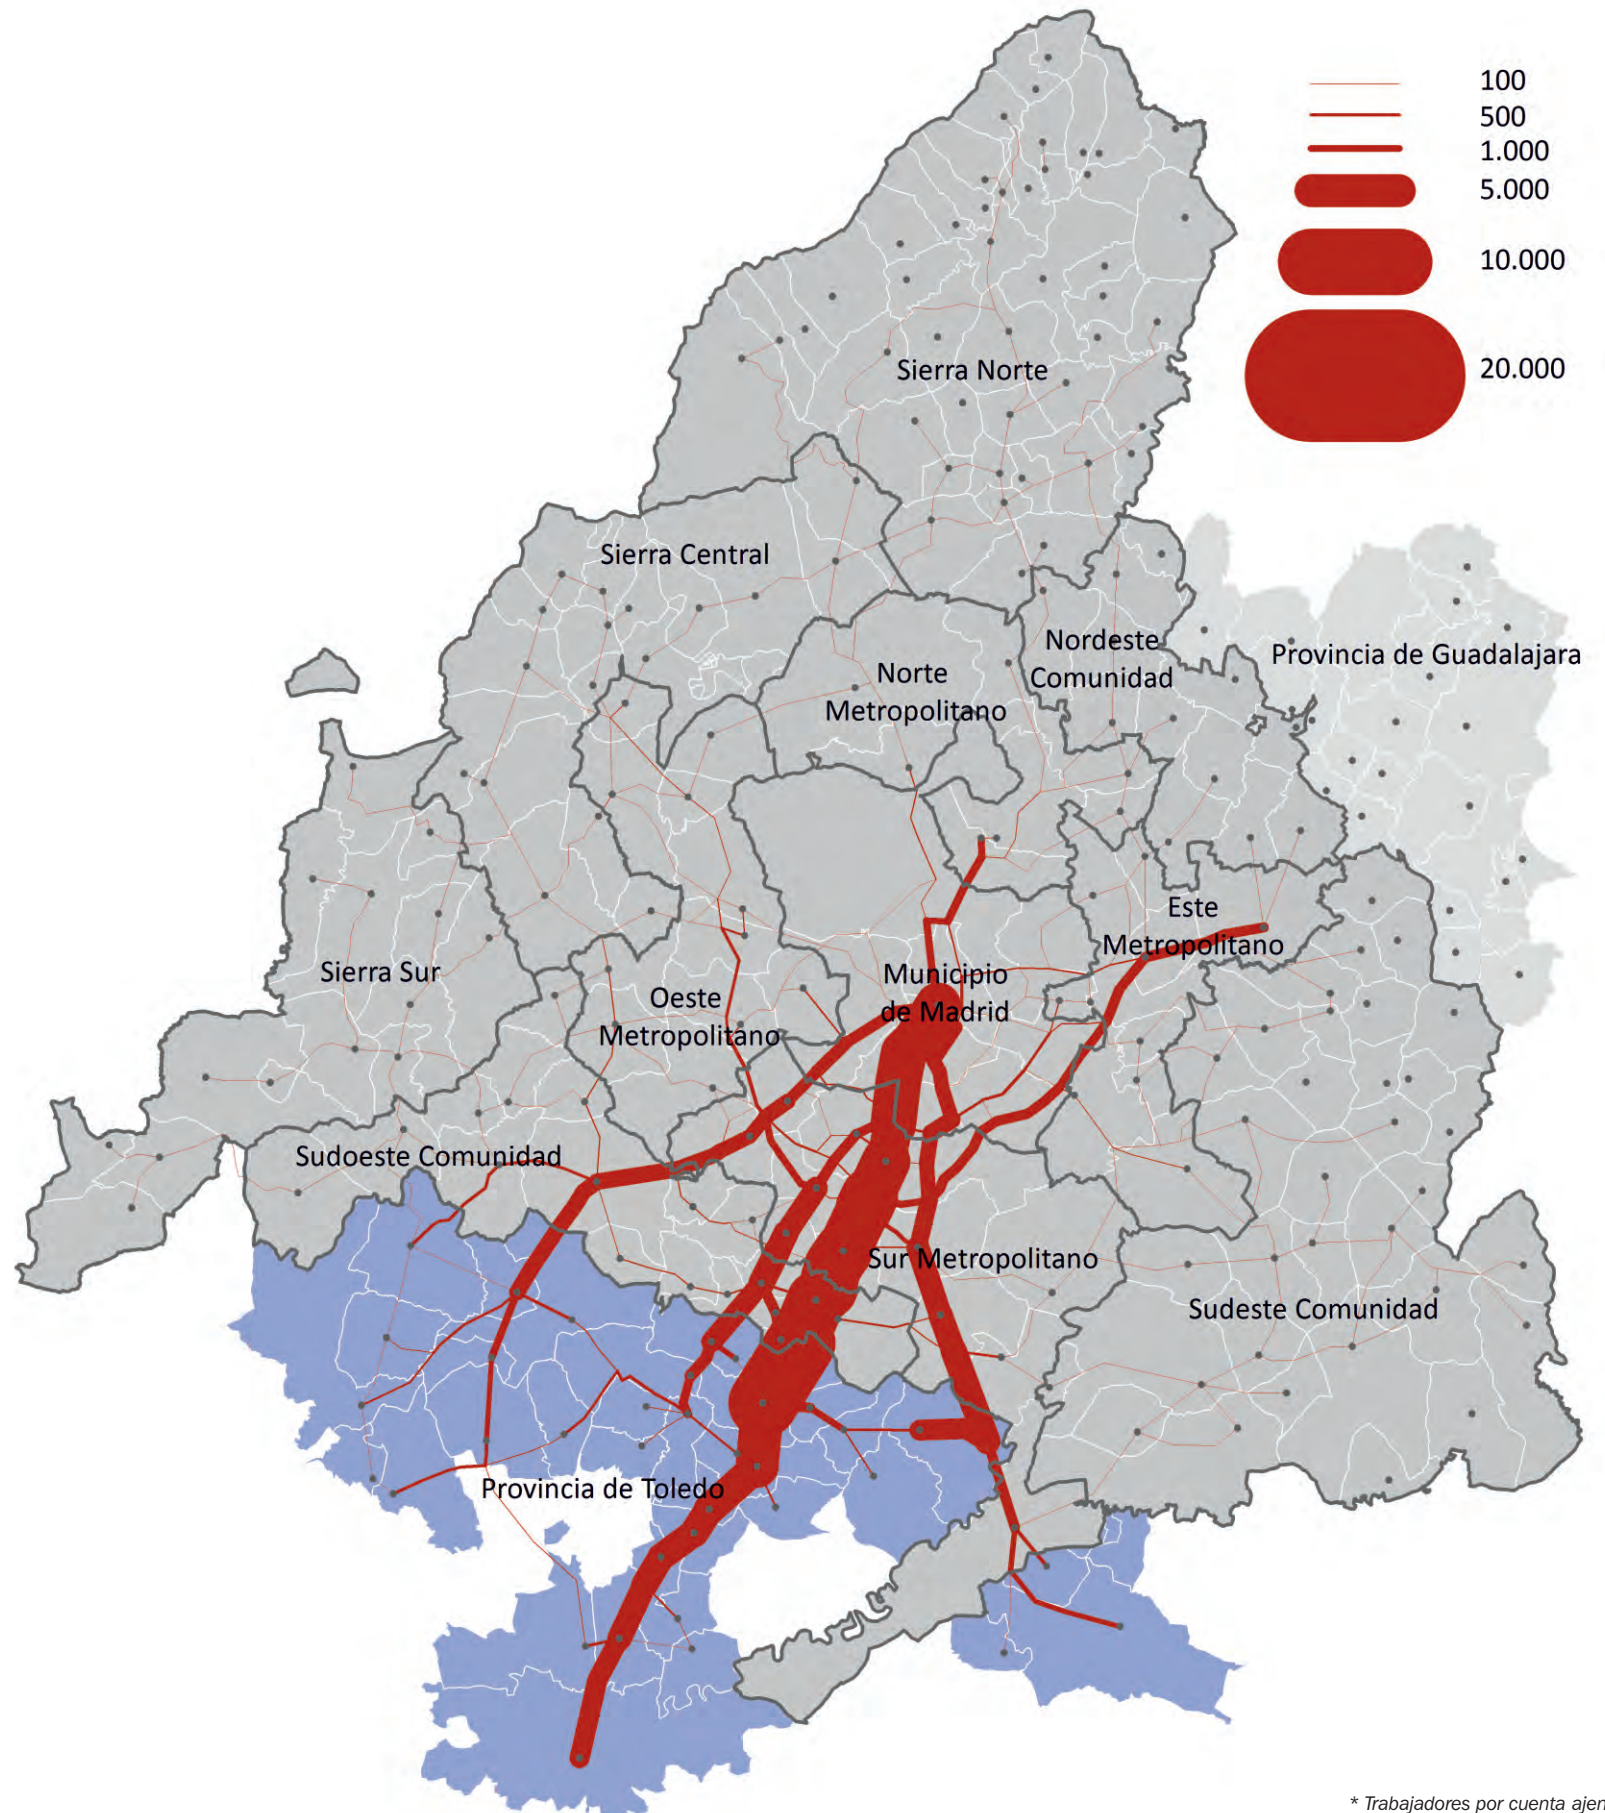 100
500
1.000
5.000
10.000
20.000
Sierra Norte
Sierra Central
Nordeste
Comunidad
Provincia de Guadalajara
Norte
Metropolitano
Este
Metropolitano
Sierra Sur
Municipio
de Madrid
Oeste
Metropolitano
Sudoeste Comunidad
Sur Metropolitano
Sudeste Comunidad
Provincia de Toledo
* Trabajadores por cuenta ajen